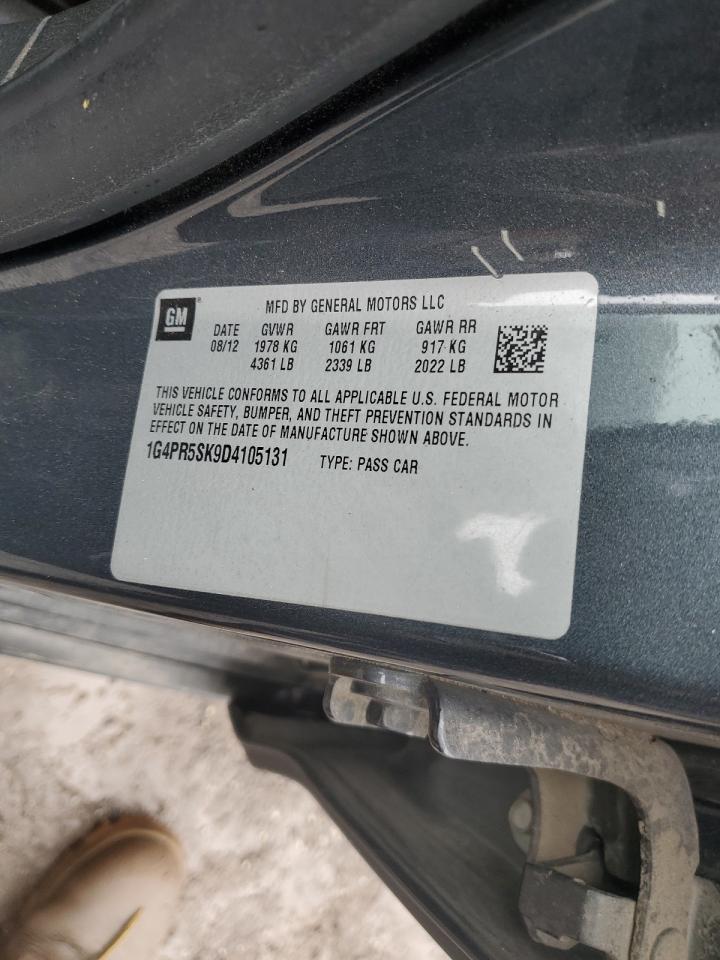 GM®
MFD BY GENERAL MOTORS LLC
DATE GVWR GAWR FRT GAWR RR
08/12 1978 KG 1061 KG 917 KG
4361 LB 2339 LB 2022 LB
THIS VEHICLE CONFORMS TO ALL APPLICABLE U.S. FEDERAL MOTOR
VEHICLE SAFETY, BUMPER, AND THEFT PREVENTION STANDARDS IN
EFFECT ON THE DATE OF MANUFACTURE SHOWN ABOVE.
1G4PR5SK9D4105131 TYPE: PASS CAR